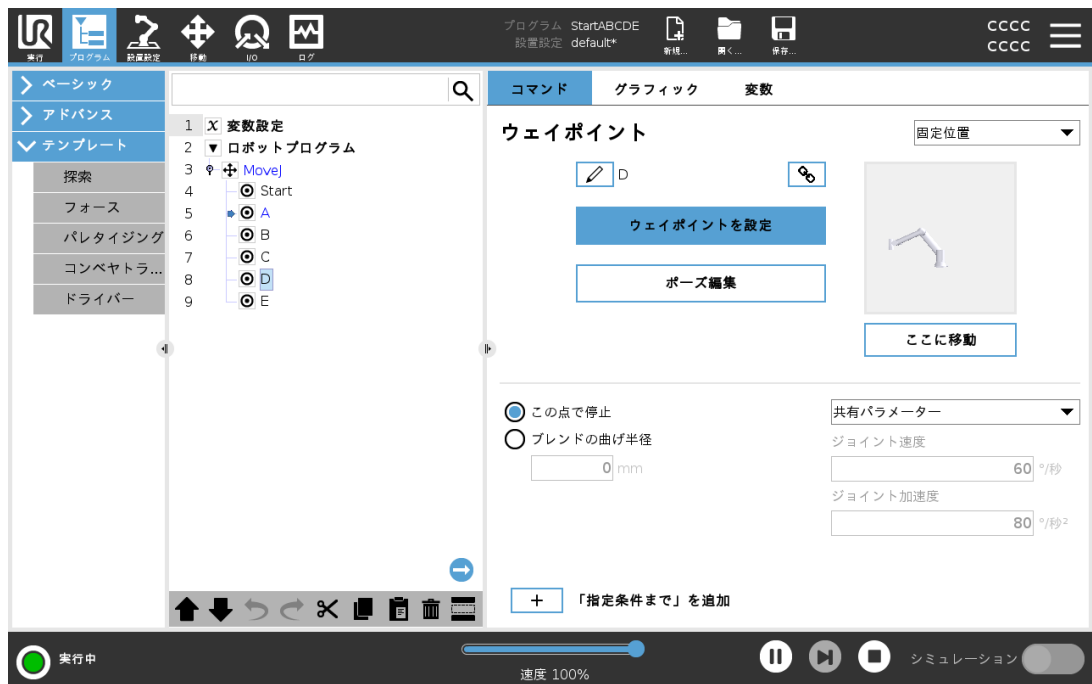 プログラム StartABCDE
設置設定 default*
CCCC
CCCC
実行 プログラム 設置設定 移動 I/O ログ 新規... 開く... 保存...
ベーシック
アドバンス
テンプレート
探索
フォース
パレタイジング
コンベヤトラ...
ドライバー
1 X 変数設定
2 ロボットプログラム
3 MoveJ
4 Start
5 A
6 B
7 C
8 D
9 E
コマンド グラフィック 変数
ウェイポイント
固定位置
D
ウェイポイントを設定
ポーズ編集
ここに移動
この点で停止
ブレンドの曲げ半径
0 mm
共有パラメーター
ジョイント速度
60 °/秒
ジョイント加速度
80 °/秒²
+ 「指定条件まで」を追加
実行中
速度 100%
シミュレーション